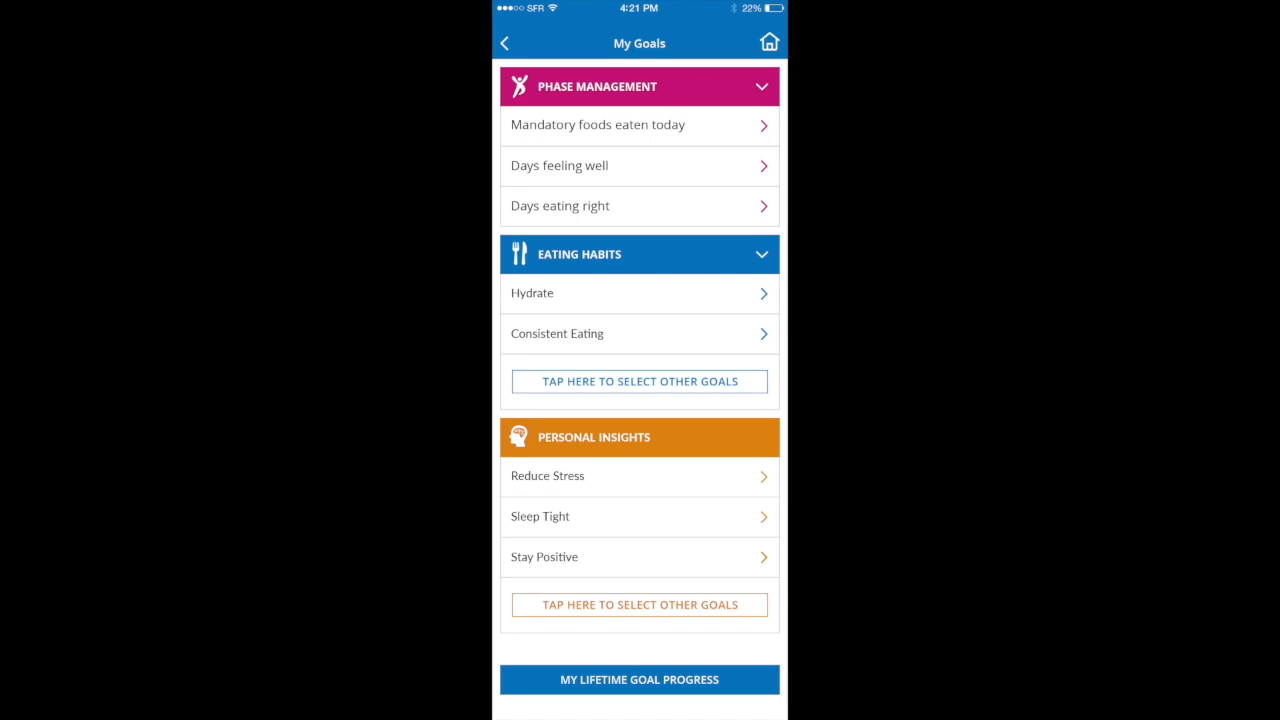 SFR 4:21 PM 22%
My Goals
PHASE MANAGEMENT
Mandatory foods eaten today
Days feeling well
Days eating right
EATING HABITS
Hydrate
Consistent Eating
TAP HERE TO SELECT OTHER GOALS
PERSONAL INSIGHTS
Reduce Stress
Sleep Tight
Stay Positive
TAP HERE TO SELECT OTHER GOALS
MY LIFETIME GOAL PROGRESS